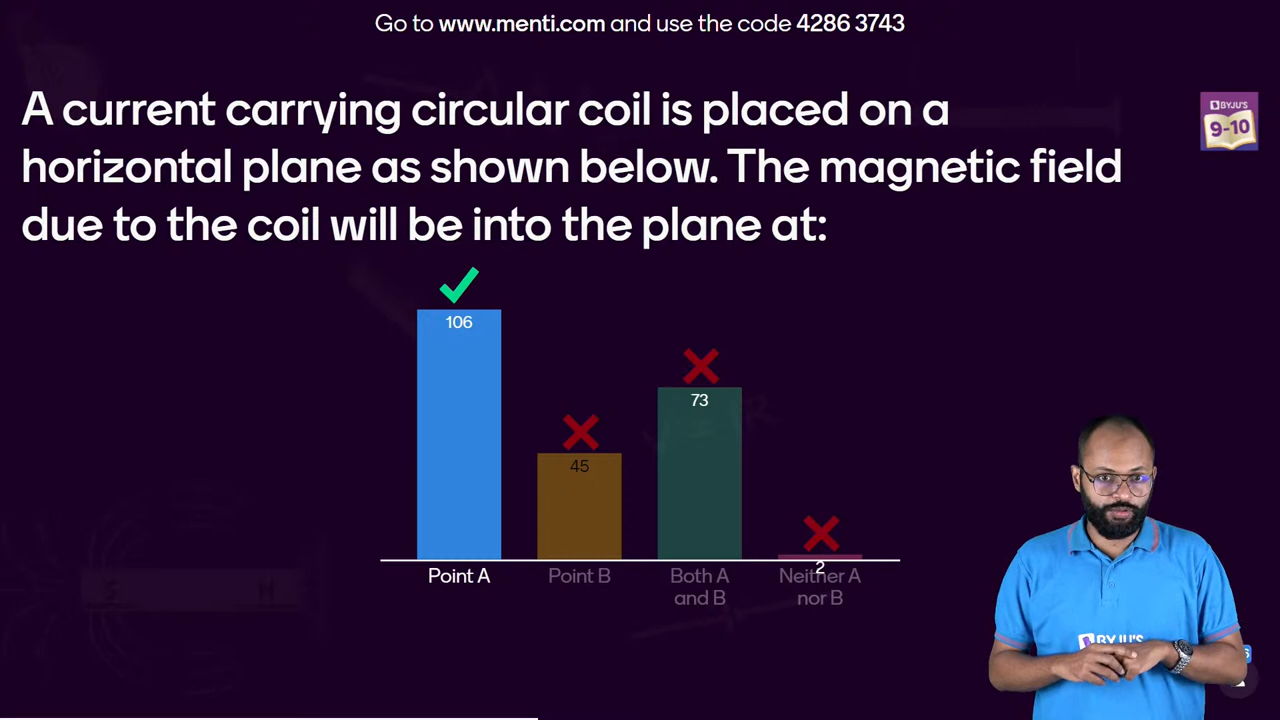 Go to www.menti.com and use the code 4286 3743
A current carrying circular coil is placed on a
horizontal plane as shown below. The magnetic field
due to the coil will be into the plane at:
BYJU'S
9-10
106
45
73
2
Point A
Point B
Both A
and B
Neither A
nor B
BYJU'S